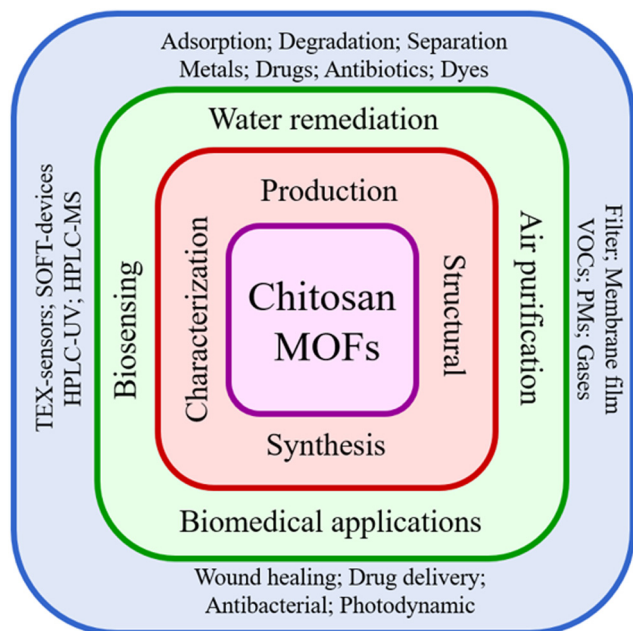 Adsorption; Degradation; Separation
Metals; Drugs; Antibiotics; Dyes
Water remediation
Production
TEX-sensors; SOFT-devices
HPLC-UV; HPLC-MS
Biosensing
Characterization
Chitosan
MOFs
Structural
Air purification
Filter; Membrane film
VOCs; PMs; Gases
Synthesis
Biomedical applications
Wound healing; Drug delivery;
Antibacterial; Photodynamic